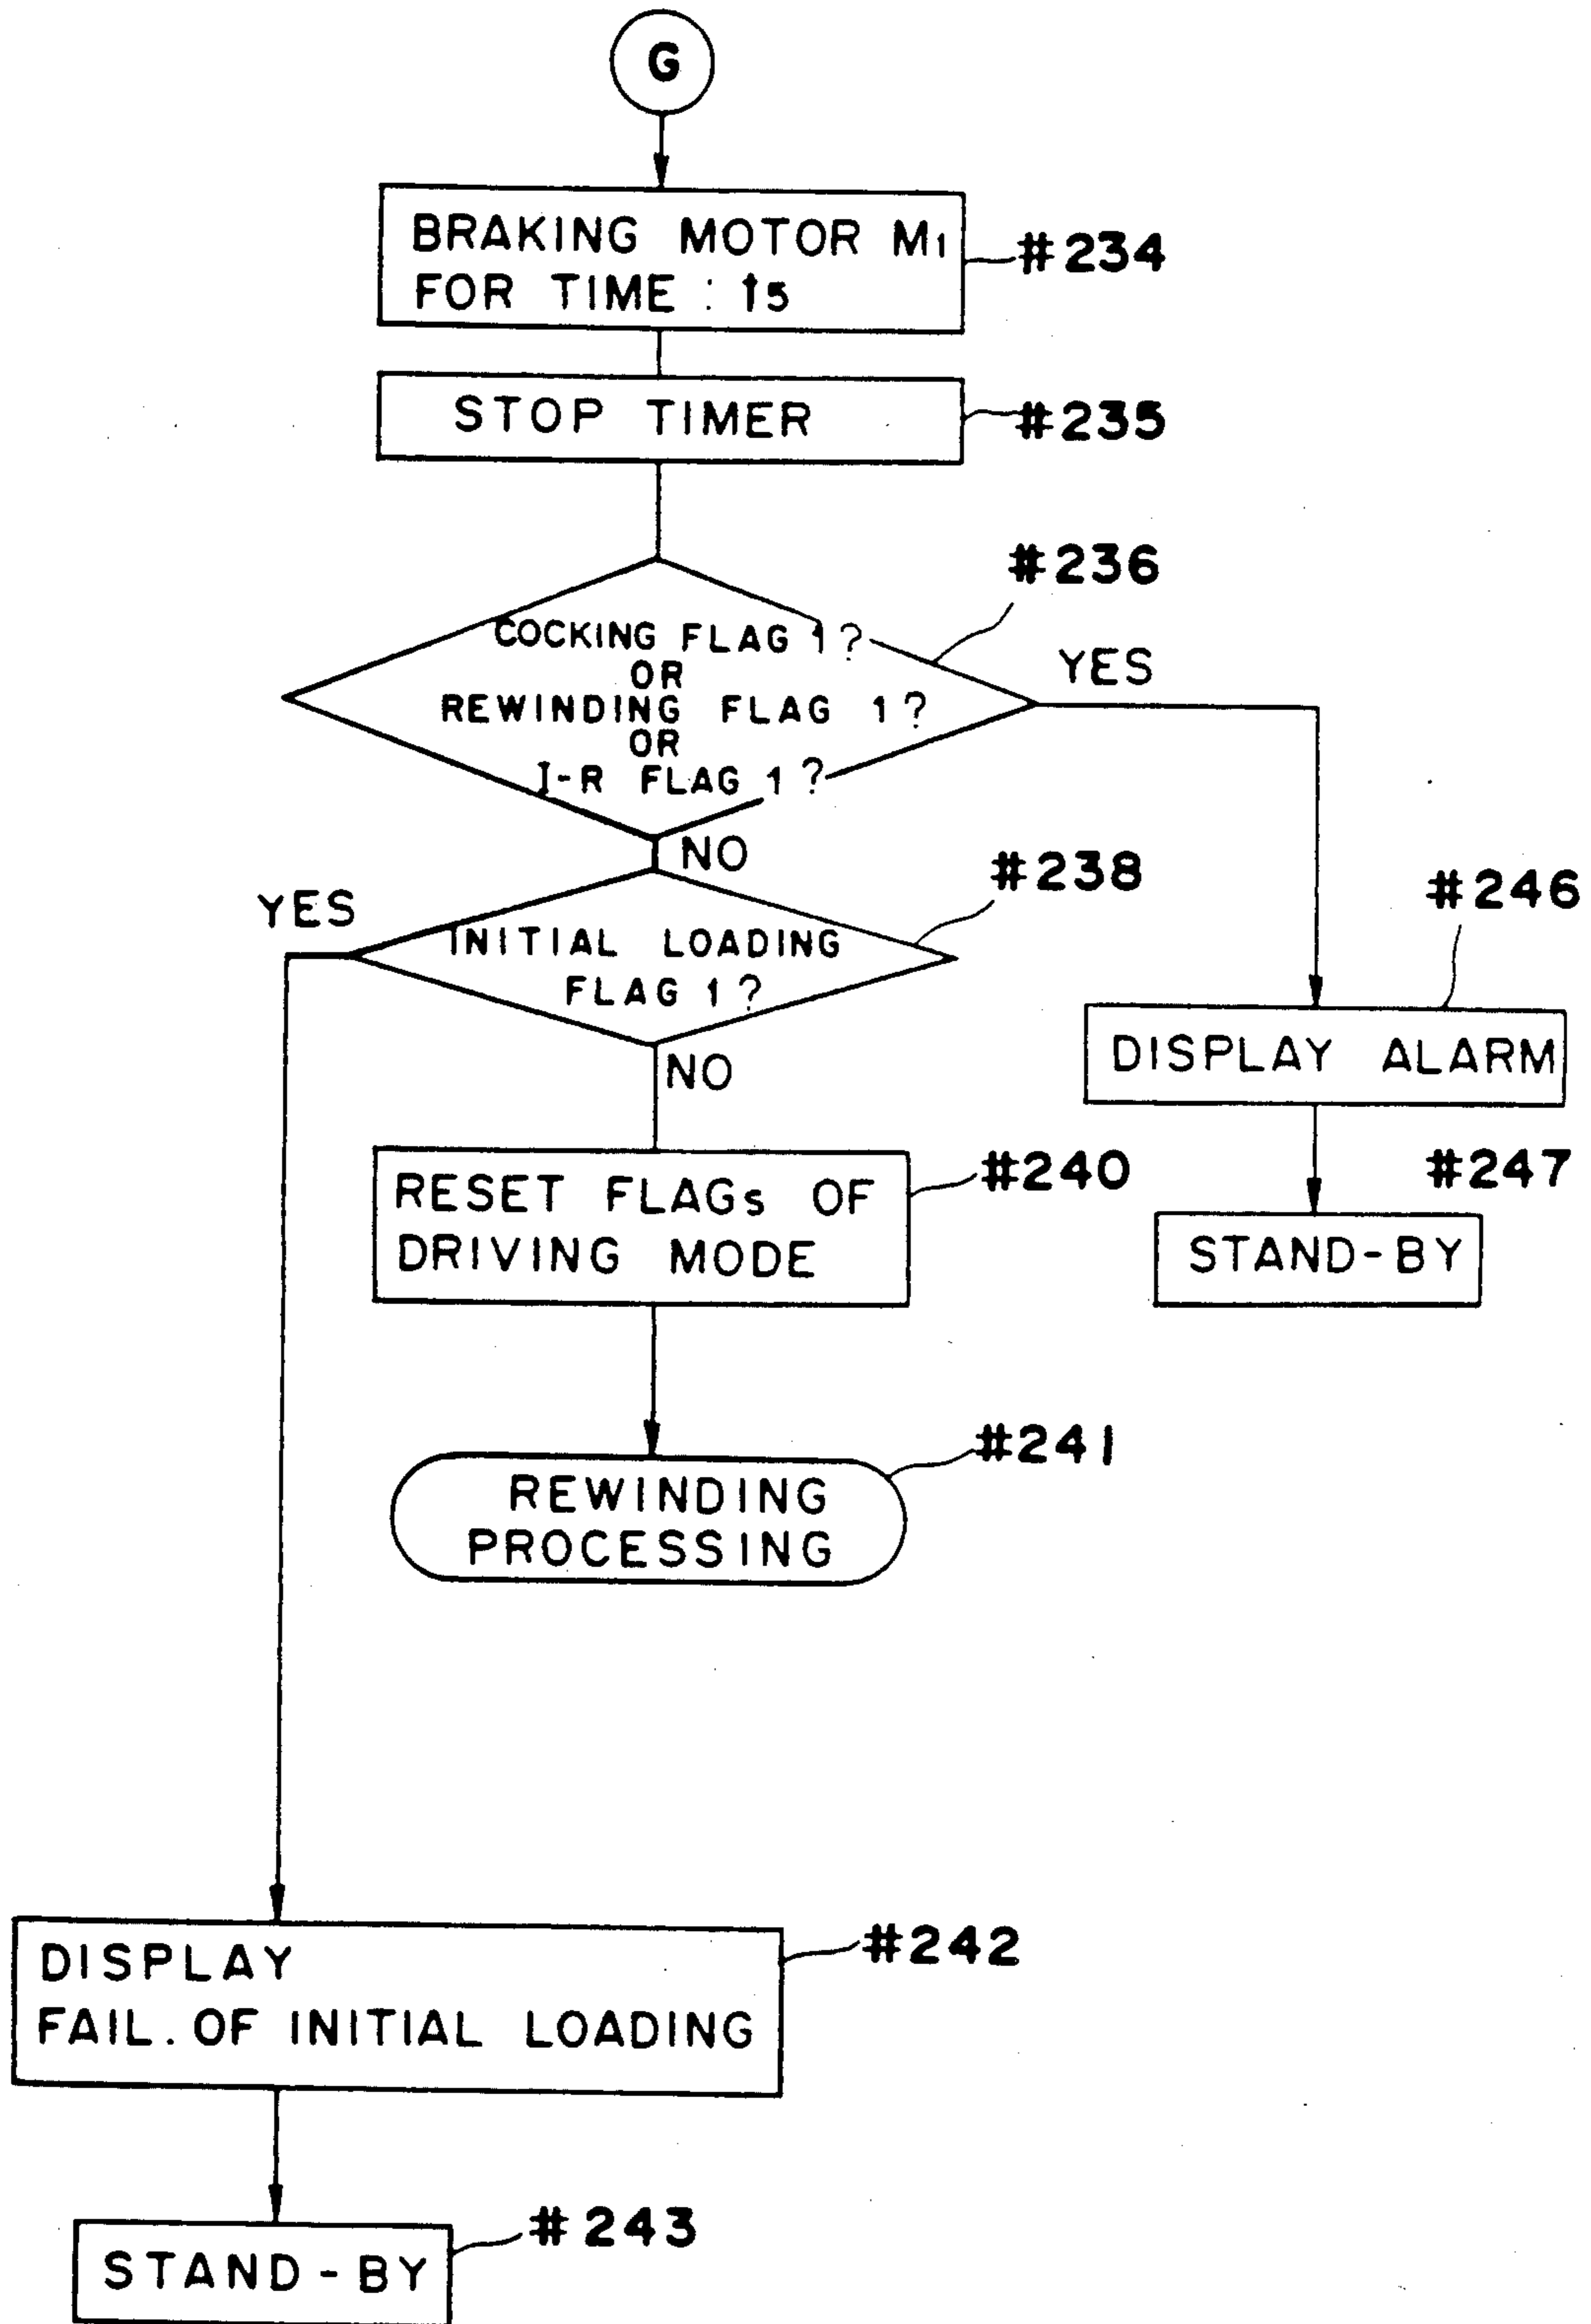 G
BRAKING MOTOR M1
FOR TIME : t5
#234
STOP TIMER
#235
#236
COCKING FLAG 1?
OR
REWINDING FLAG 1?
OR
I-R FLAG 1?
YES
NO
#238
YES
INITIAL LOADING
FLAG 1?
NO
#246
DISPLAY ALARM
#247
STAND-BY
RESET FLAGs OF
DRIVING MODE
#240
#241
REWINDING
PROCESSING
DISPLAY
FAIL. OF INITIAL LOADING
#242
STAND-BY
#243